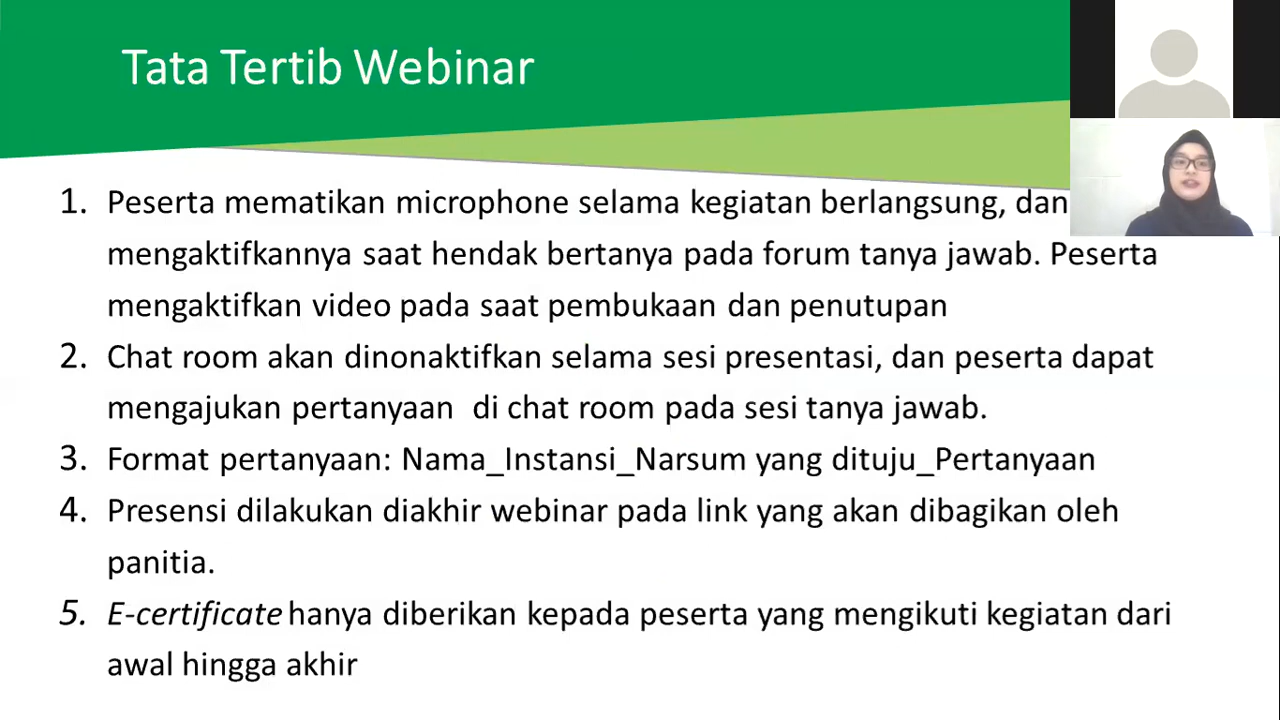 Tata Tertib Webinar
1. Peserta mematikan microphone selama kegiatan berlangsung, dan
mengaktifkannya saat hendak bertanya pada forum tanya jawab. Peserta
mengaktifkan video pada saat pembukaan dan penutupan
2. Chat room akan dinonaktifkan selama sesi presentasi, dan peserta dapat
mengajukan pertanyaan di chat room pada sesi tanya jawab.
3. Format pertanyaan: Nama_Instansi_Narsum yang dituju_Pertanyaan
4. Presensi dilakukan diakhir webinar pada link yang akan dibagikan oleh
panitia.
5. E-certificate hanya diberikan kepada peserta yang mengikuti kegiatan dari
awal hingga akhir